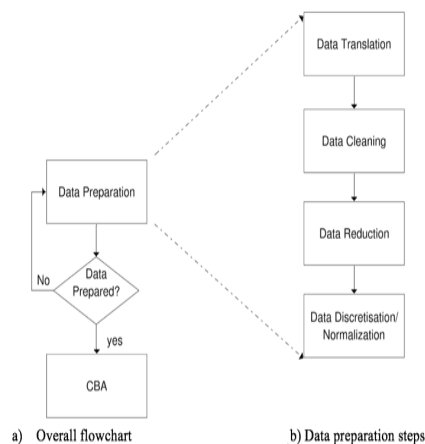 Data Preparation
Data
Prepared?
No
yes
CBA
a) Overall flowchart
Data Translation
Data Cleaning
Data Reduction
Data Discretisation/
Normalization
b) Data preparation steps